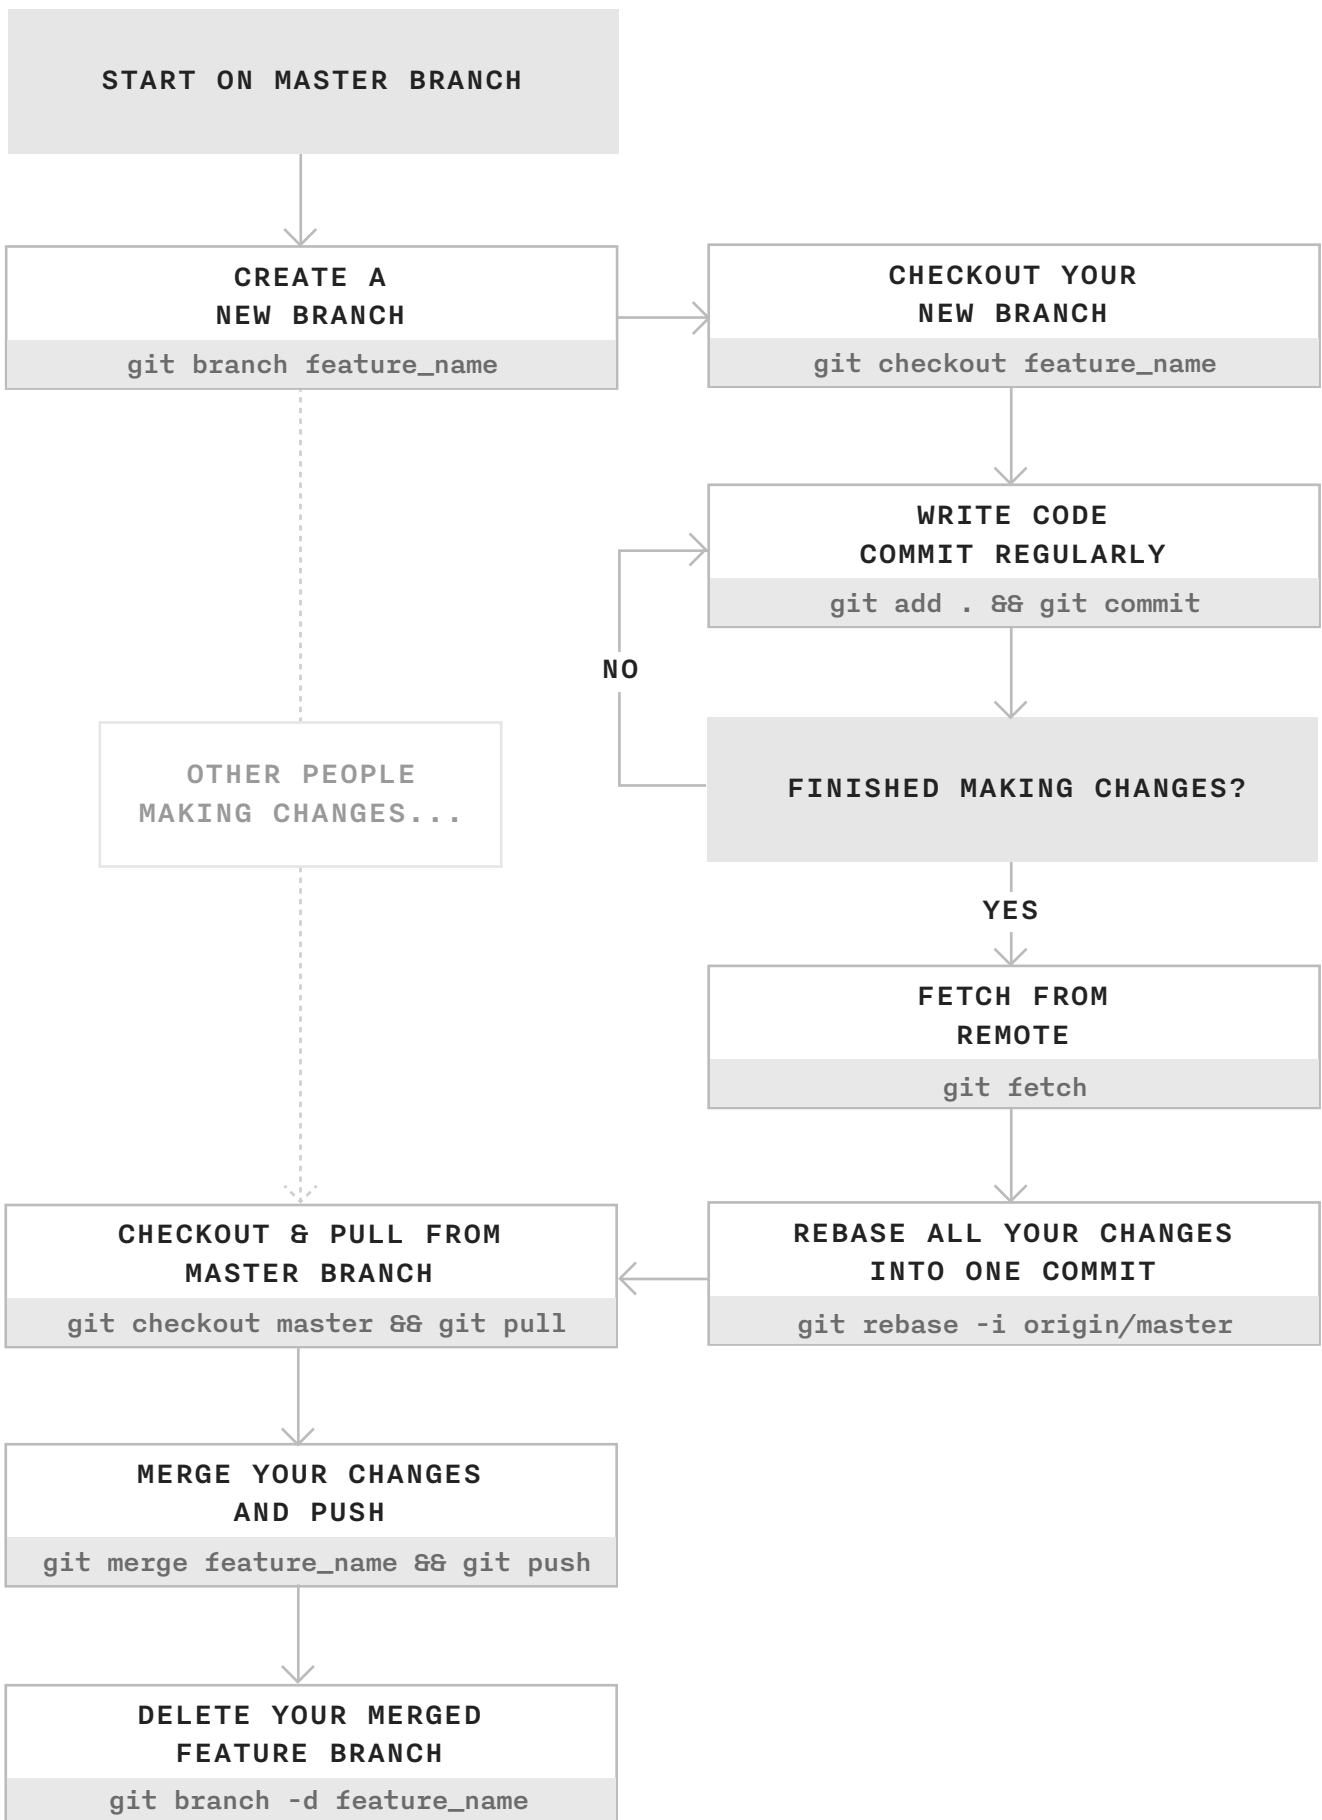 START ON MASTER BRANCH
CREATE A
NEW BRANCH
git branch feature_name
CHECKOUT YOUR
NEW BRANCH
git checkout feature_name
WRITE CODE
COMMIT REGULARLY
git add . && git commit
NO
OTHER PEOPLE
MAKING CHANGES...
FINISHED MAKING CHANGES?
YES
FETCH FROM
REMOTE
git fetch
REBASE ALL YOUR CHANGES
INTO ONE COMMIT
git rebase -i origin/master
CHECKOUT & PULL FROM
MASTER BRANCH
git checkout master && git pull
MERGE YOUR CHANGES
AND PUSH
git merge feature_name && git push
DELETE YOUR MERGED
FEATURE BRANCH
git branch -d feature_name